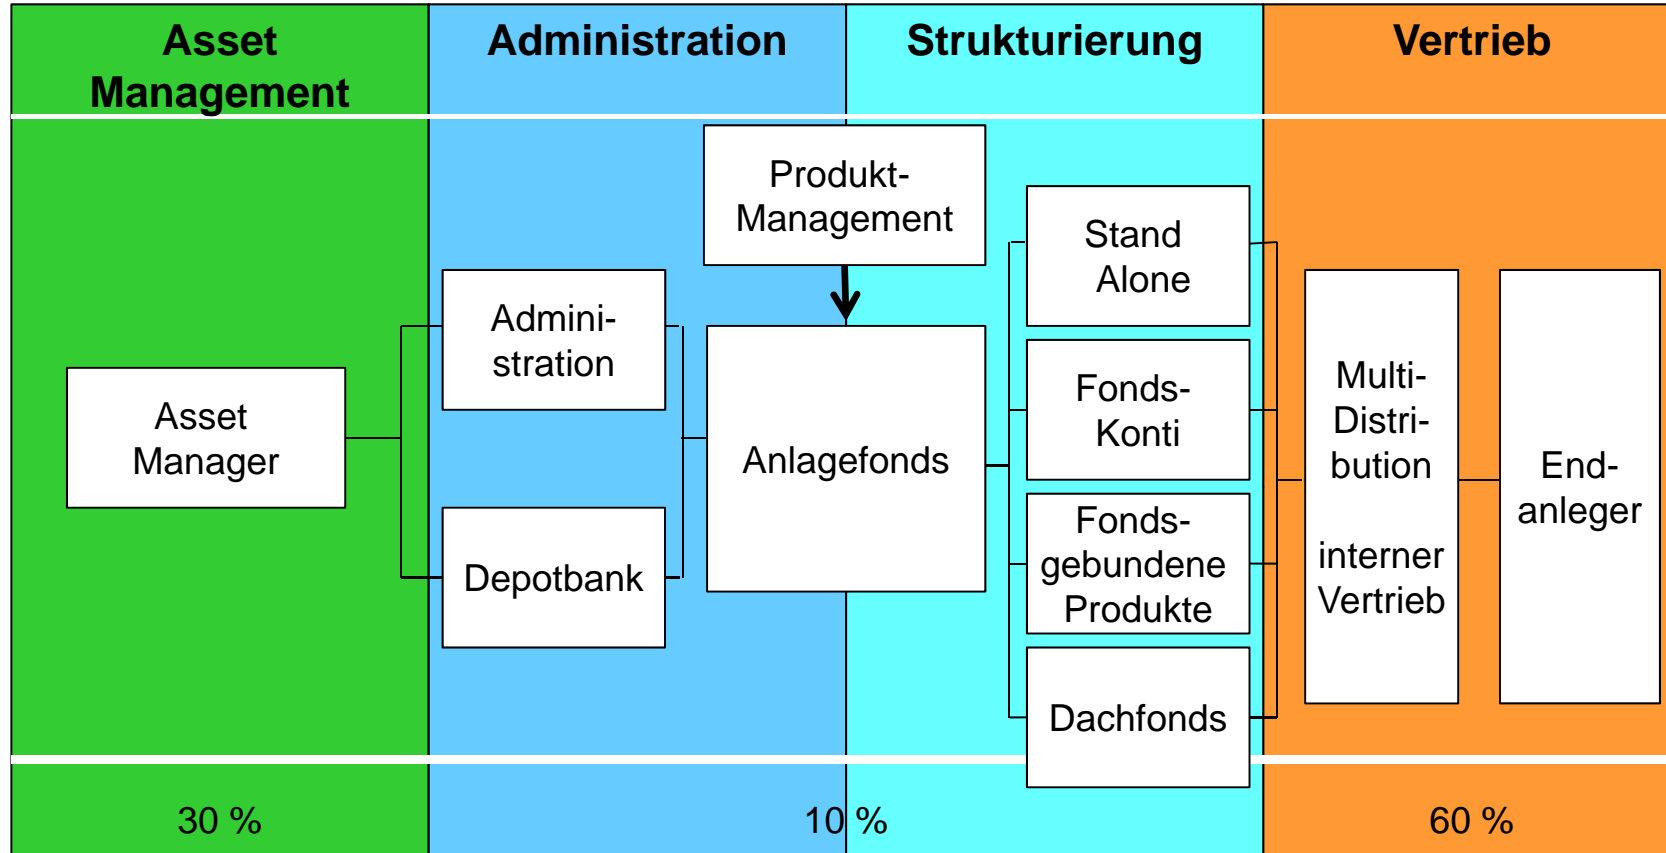 Asset
Management
Administration
Strukturierung
Vertrieb
Produkt-
Management
Asset
Manager
Admini-
stration
Depotbank
Anlagefonds
Stand
Alone
Fonds-
Konti
Fonds-
gebundene
Produkte
Dachfonds
Multi-
Distri-
bution
interner
Vertrieb
End-
anleger
30 %
10 %
60 %